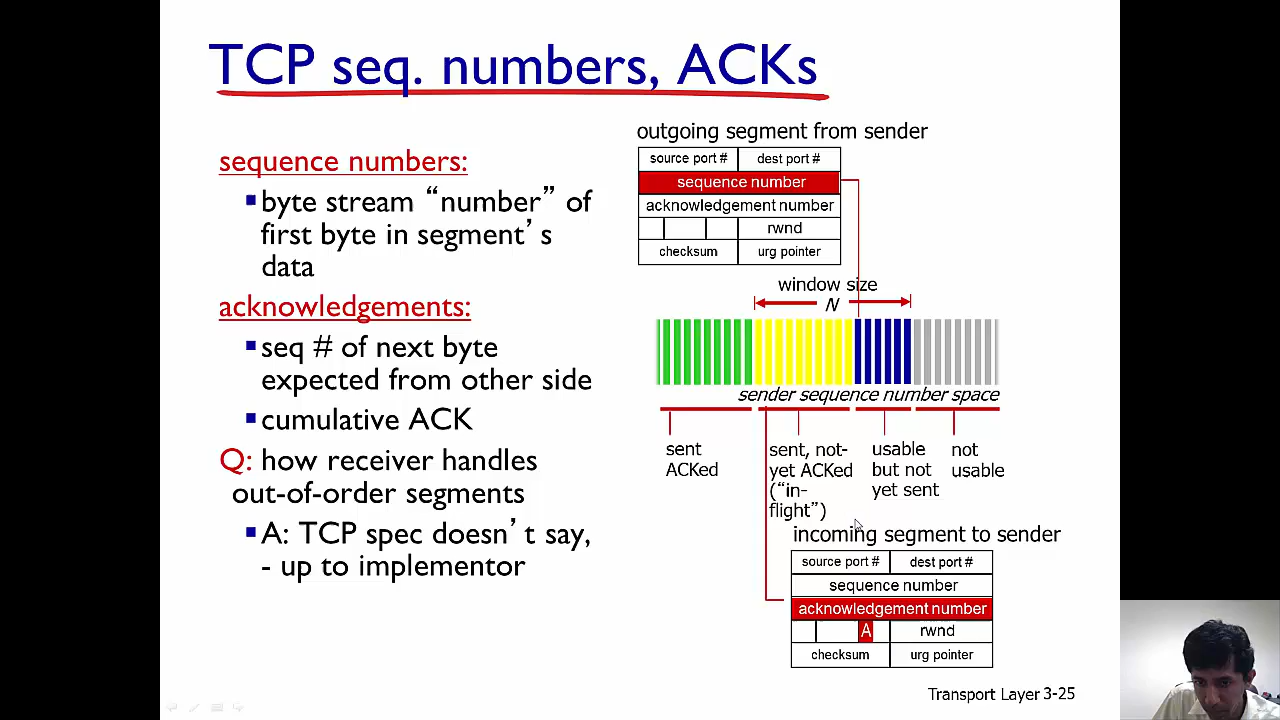 TCP seq. numbers, ACKs
sequence numbers:
byte stream “number” of
first byte in segment’s
data
acknowledgements:
seq # of next byte
expected from other side
cumulative ACK
Q: how receiver handles
out-of-order segments
A: TCP spec doesn’t say,
- up to implementor
outgoing segment from sender
source port # dest port #
sequence number
acknowledgement number
rwnd
checksum urg pointer
window size
N
sender sequence number space
sent
ACKed
sent, not-
yet ACKed
(“in-
flight”)
usable
but not
yet sent
not
usable
incoming segment to sender
source port # dest port #
sequence number
acknowledgement number
A rwnd
checksum urg pointer
Transport Layer 3-25